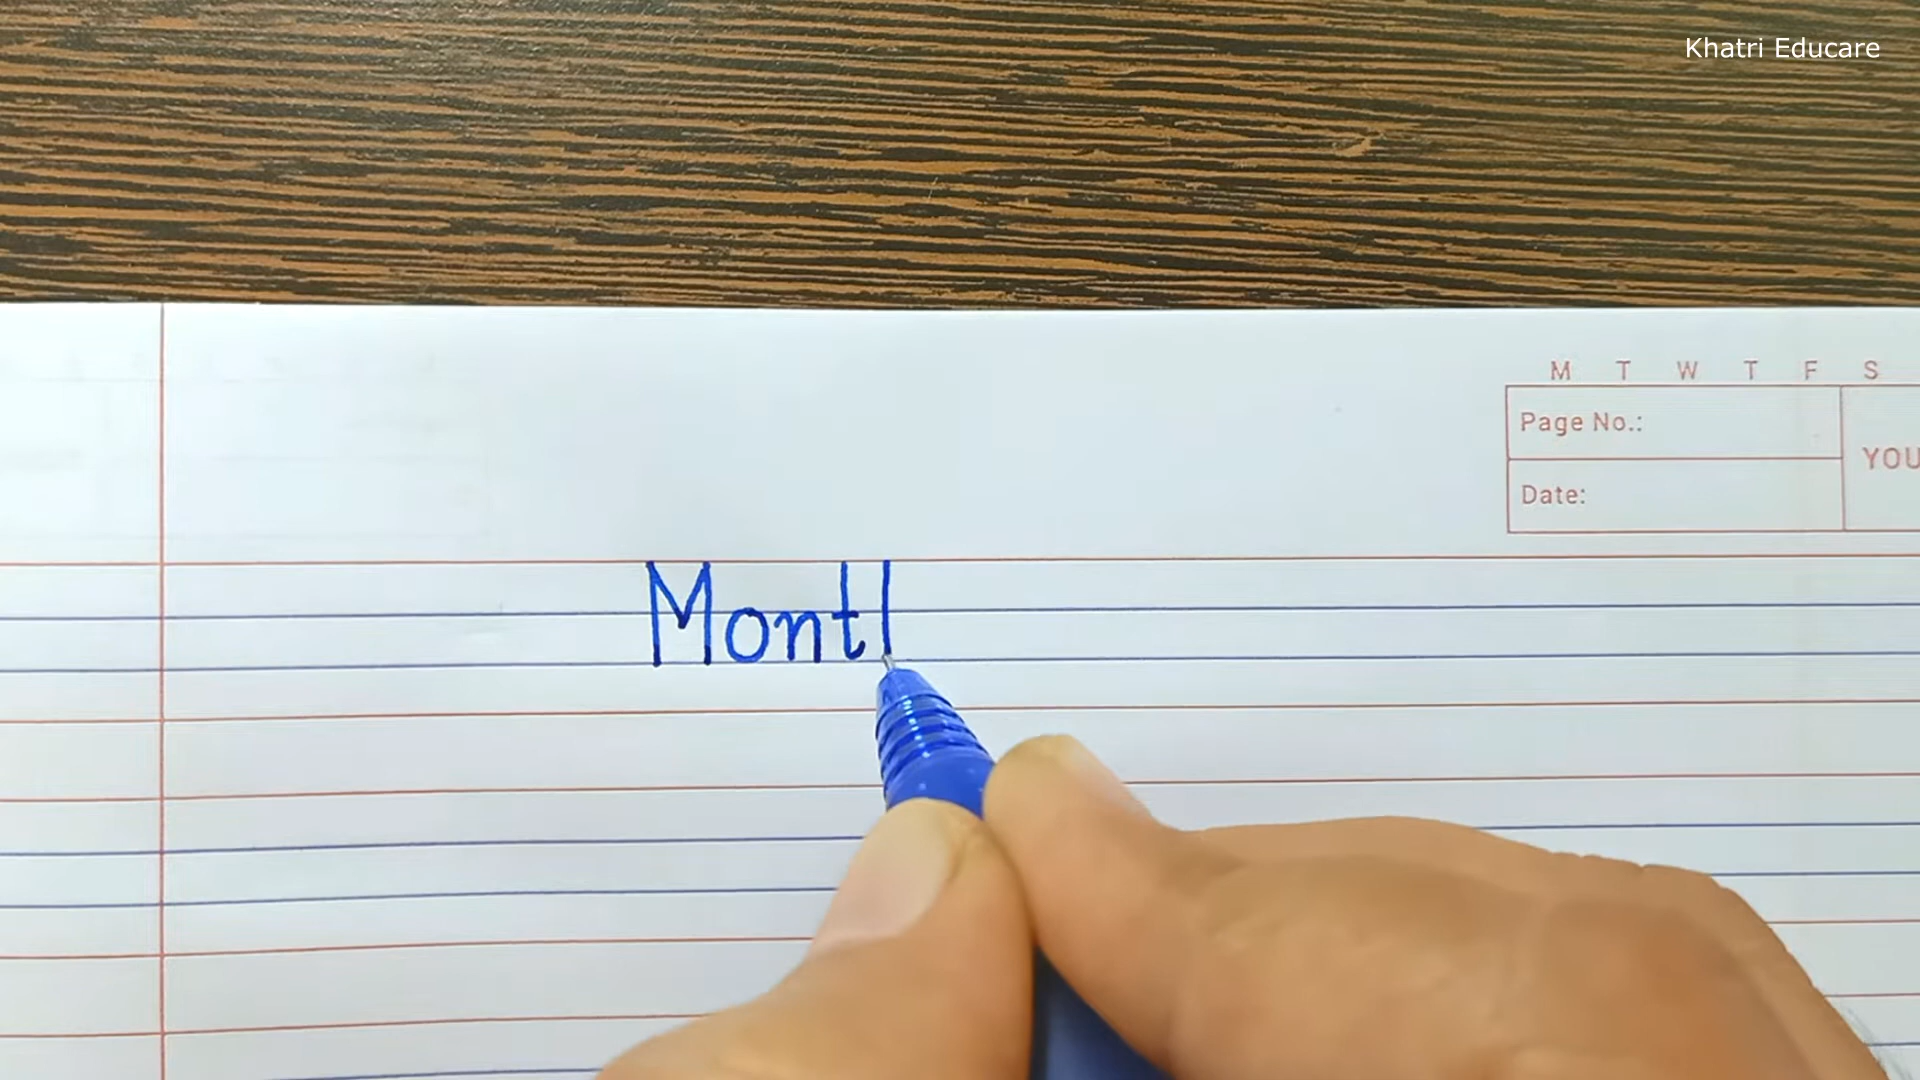 Khatri Educare
M T W T F S
Page No.:
YOU
Date:
Montl